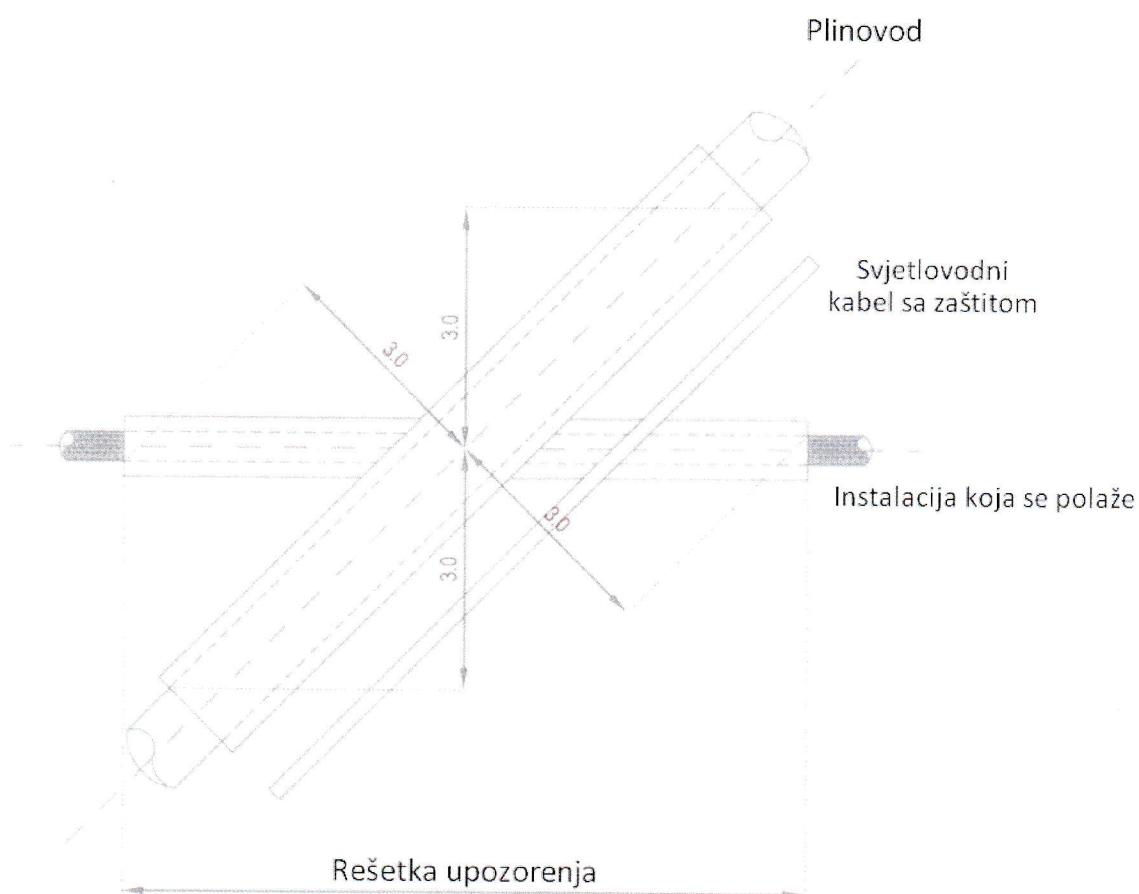 Plinovod
Svjetlovodni
kabel sa zaštitom
3.0
3.0
Instalacija koja se polaže
3.0
3.0
Rešetka upozorenja